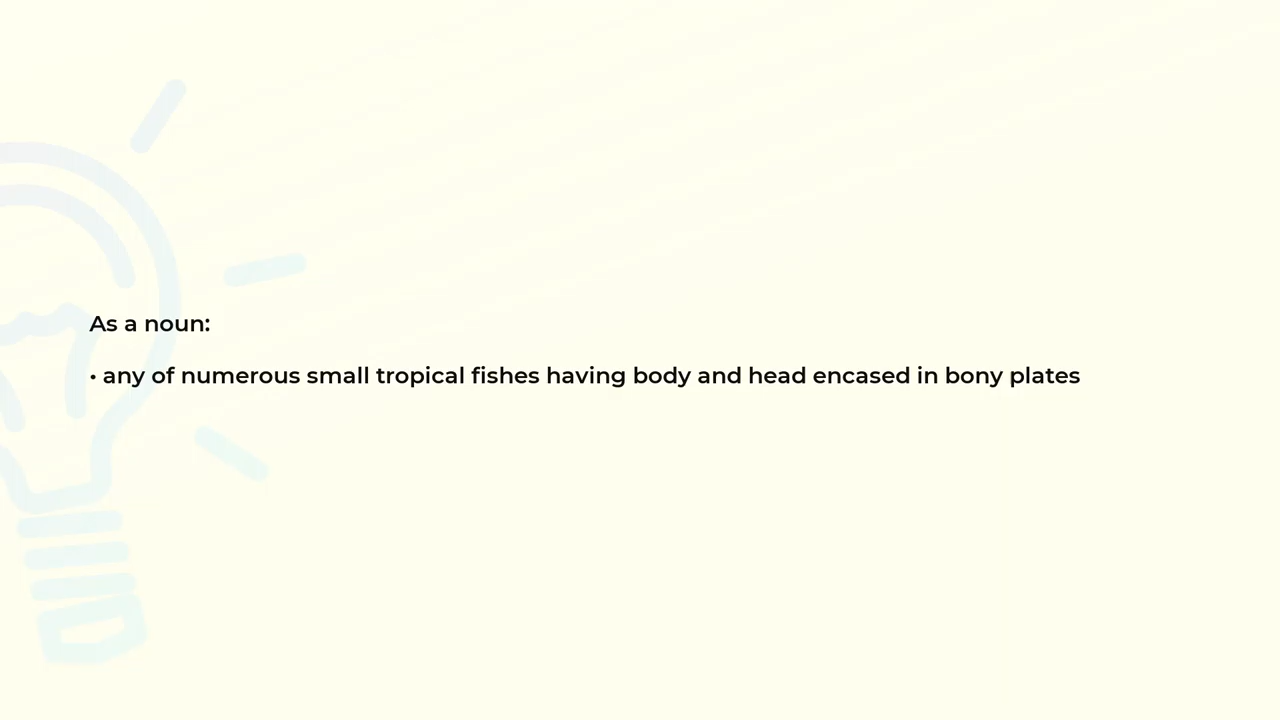 As a noun:
• any of numerous small tropical fishes having body and head encased in bony plates